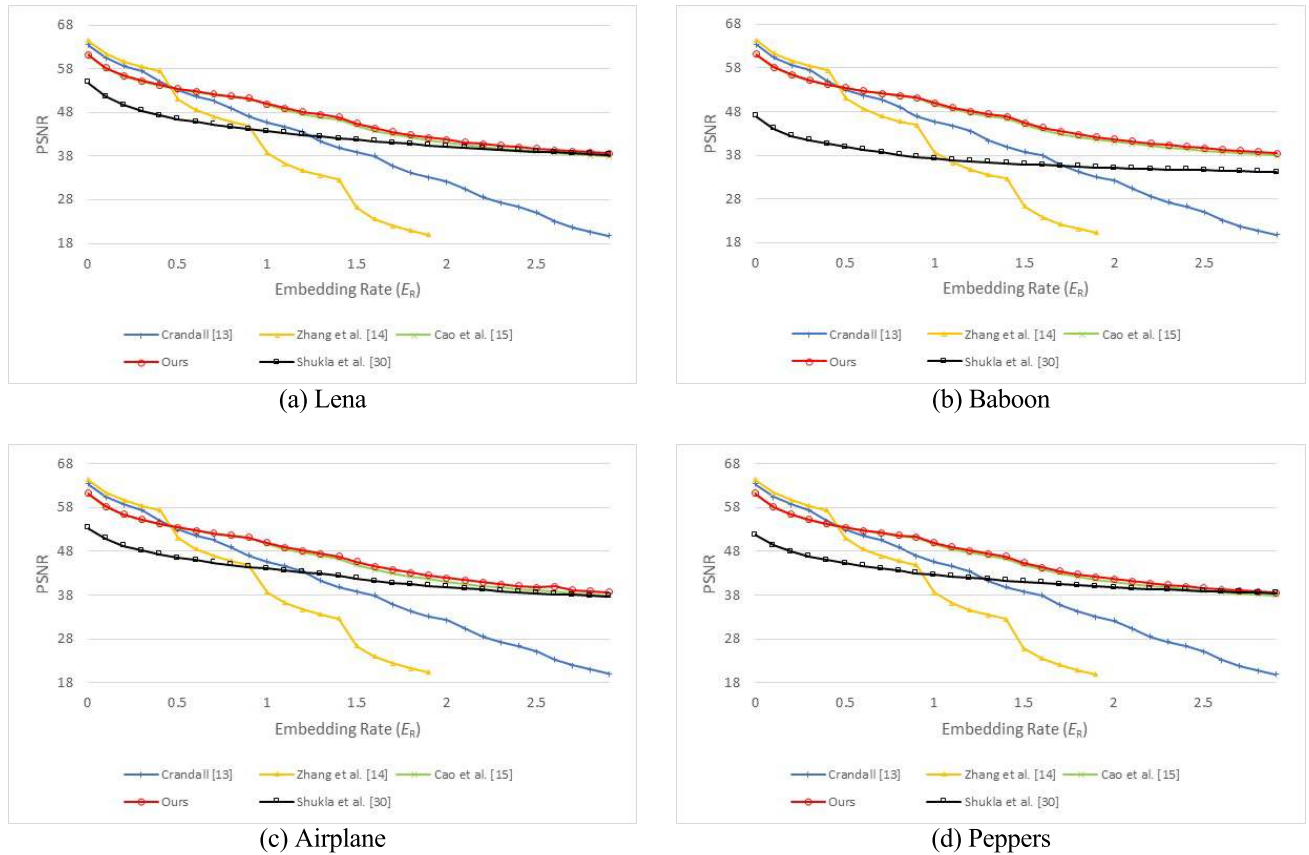 68
58
48
38
28
18
PSNR
0 0.5 1 1.5 2 2.5
Embedding Rate (E_R)
Crandall [13] Zhang et al. [14] Cao et al. [15]
Ours Shukla et al. [30]
(a) Lena
68
58
48
38
28
18
PSNR
0 0.5 1 1.5 2 2.5
Embedding Rate (E_R)
Crandall [13] Zhang et al. [14] Cao et al. [15]
Ours Shukla et al. [30]
(b) Baboon
68
58
48
38
28
18
PSNR
0 0.5 1 1.5 2 2.5
Embedding Rate (E_R)
Crandall [13] Zhang et al. [14] Cao et al. [15]
Ours Shukla et al. [30]
(c) Airplane
68
58
48
38
28
18
PSNR
0 0.5 1 1.5 2 2.5
Embedding Rate (E_R)
Crandall [13] Zhang et al. [14] Cao et al. [15]
Ours Shukla et al. [30]
(d) Peppers